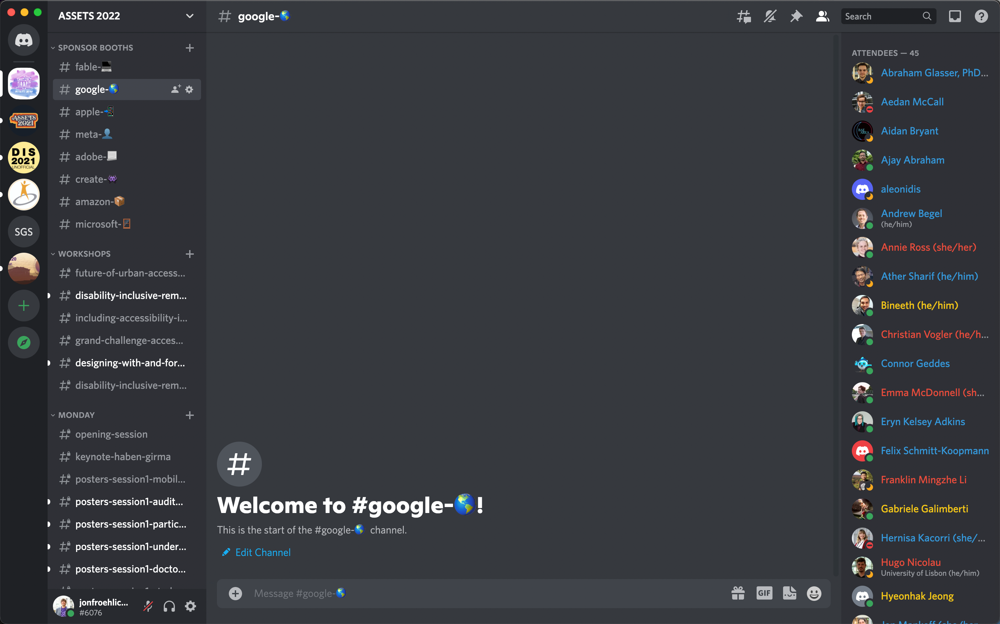 ASSETS 2022
SPONSOR BOOTHS
fable-💻
google-🌎
apple-📲
meta-👤
adobe-📃
create-👾
amazon-📦
microsoft-🚪
WORKSHOPS
future-of-urban-access...
disability-inclusive-rem...
including-accessibility-i...
grand-challenge-acces...
designing-with-and-for...
disability-inclusive-rem...
MONDAY
opening-session
keynote-haben-girma
posters-session1-mobil...
posters-session1-audit...
posters-session1-partic...
posters-session1-under...
posters-session1-docto...
jonfroehlic...
#6076
ASSETS 2022
ASSETS
2021
DIS
2021
UNOFFICIAL
SGS
20
# google-🌎
Search
Welcome to #google-🌎!
This is the start of the #google-🌎 channel.
Edit Channel
Message #google-🌎
GIF
ATTENDEES — 45
Abraham Glasser, PhD...
Aedan McCall
BAE
AREA
Aidan Bryant
Ajay Abraham
aleonidis
Andrew Begel
(he/him)
Annie Ross (she/her)
Ather Sharif (he/him)
Bineeth (he/him)
Christian Vogler (he/h...
Connor Geddes
Emma McDonnell (sh...
Eryn Kelsey Adkins
Felix Schmitt-Koopmann
Franklin Mingzhe Li
Gabriele Galimberti
Hernisa Kacorri (she/...
Hugo Nicolau
University of Lisbon (he/him)
Hyeonhak Jeong